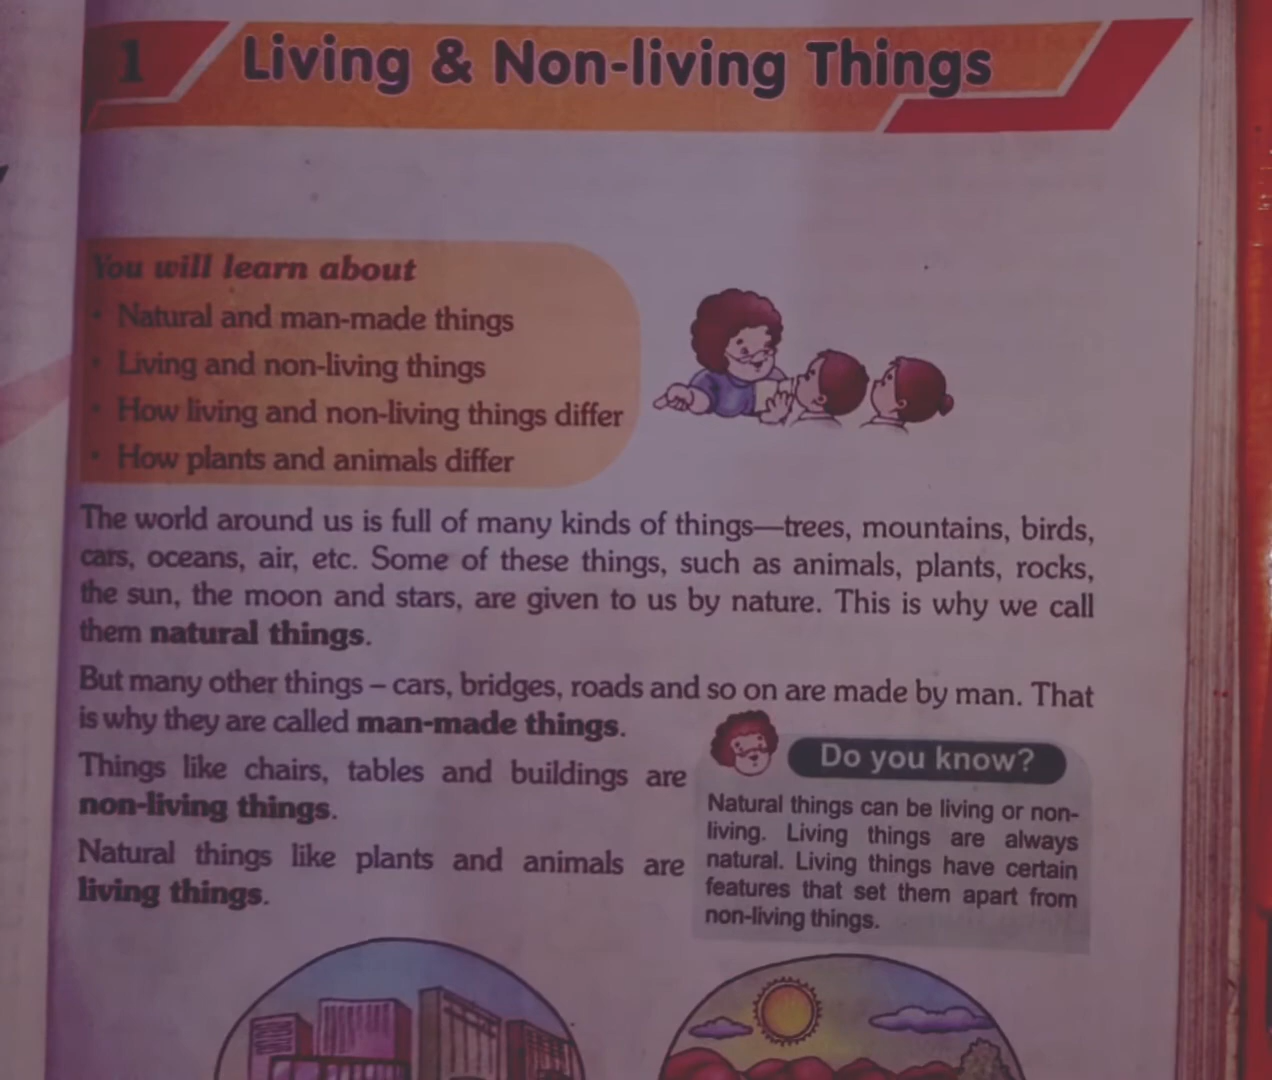 1 Living & Non-living Things
You will learn about
• Natural and man-made things
• Living and non-living things
• How living and non-living things differ
• How plants and animals differ
The world around us is full of many kinds of things—trees, mountains, birds,
cars, oceans, air, etc. Some of these things, such as animals, plants, rocks,
the sun, the moon and stars, are given to us by nature. This is why we call
them natural things.
But many other things – cars, bridges, roads and so on are made by man. That
is why they are called man-made things.
Things like chairs, tables and buildings are
non-living things.
Natural things like plants and animals are
living things.
Do you know?
Natural things can be living or non-
living. Living things are always
natural. Living things have certain
features that set them apart from
non-living things.